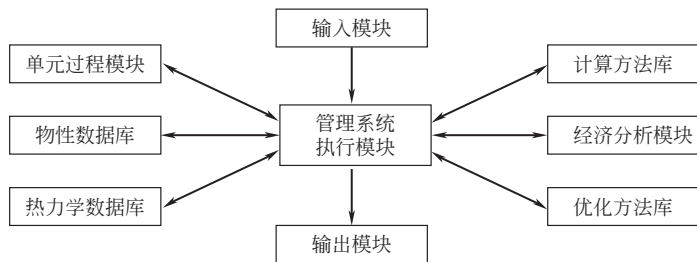 输入模块
单元过程模块
计算方法库
物性数据库
管理系统
执行模块
经济分析模块
热力学数据库
优化方法库
输出模块